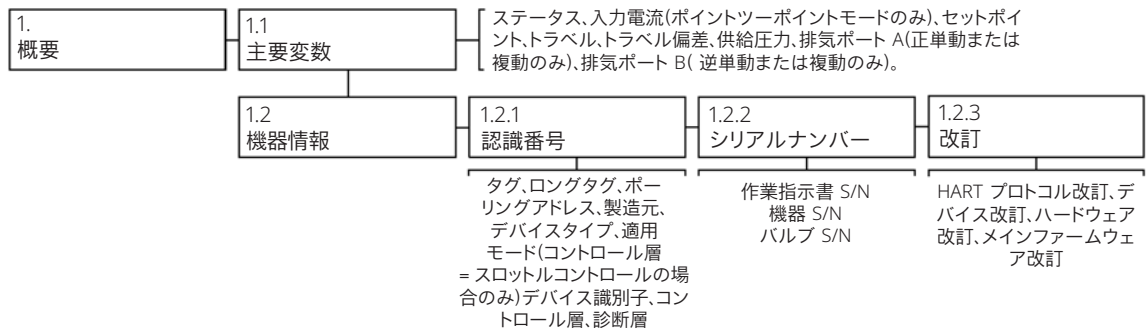 1.
概要
1.1
主要変数
ステータス、入力電流(ポイントツーポイントモードのみ)、セットポイ
ント、トラベル、トラベル偏差、供給圧力、排気ポート A(正単動または
複動のみ)、排気ポート B( 逆単動または複動のみ)。
1.2
機器情報
1.2.1
認識番号
1.2.2
シリアルナンバー
1.2.3
改訂
タグ、ロングタグ、ポー
リングアドレス、製造元、
デバイスタイプ、適用
モード(コントロール層
= スロットルコントロールの場
合のみ)デバイス識別子、コン
トロール層、診断層
作業指示書 S/N
機器 S/N
バルブ S/N
HART プロトコル改訂、デ
バイス改訂、ハードウェア
改訂、メインファームウェ
ア改訂